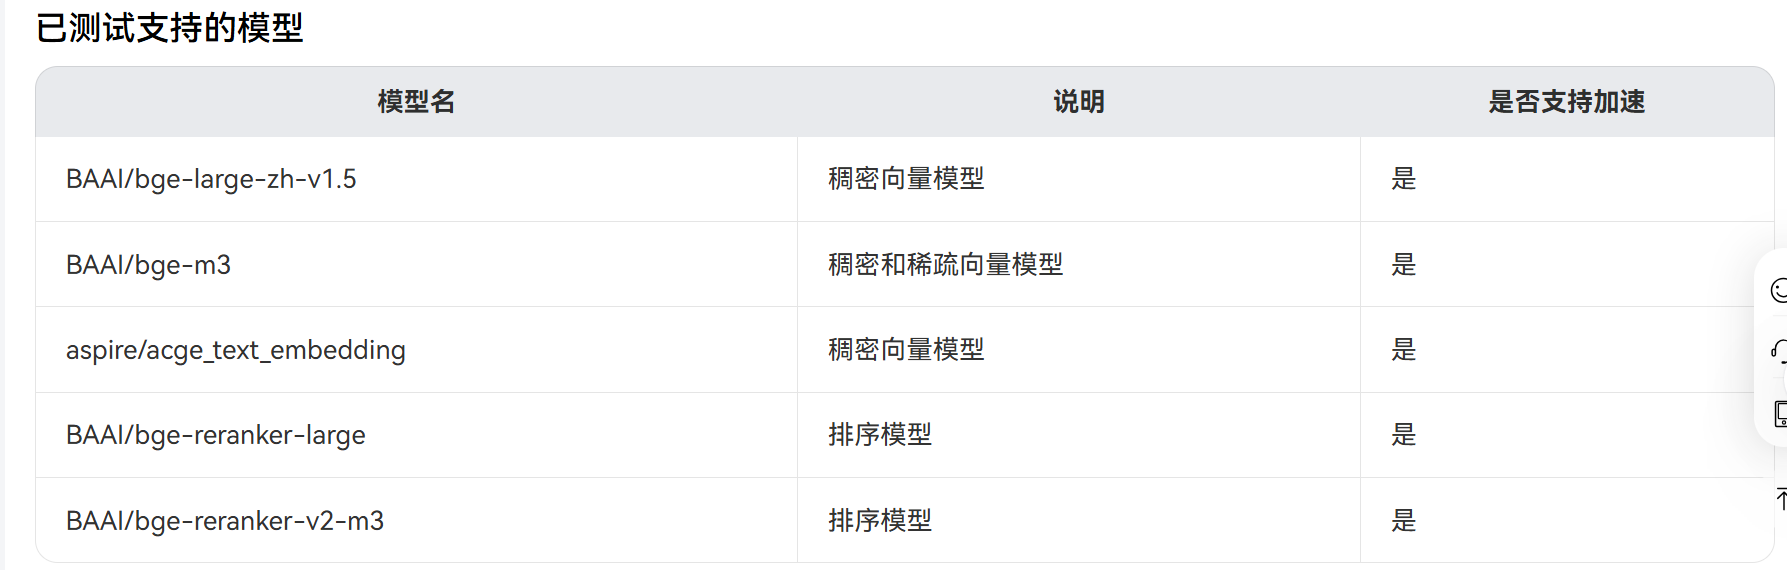 已测试支持的模型
模型名 说明 是否支持加速
BAAI/bge-large-zh-v1.5 稠密向量模型 是
BAAI/bge-m3 稠密和稀疏向量模型 是
aspire/acge_text_embedding 稠密向量模型 是
BAAI/bge-reranker-large 排序模型 是
BAAI/bge-reranker-v2-m3 排序模型 是